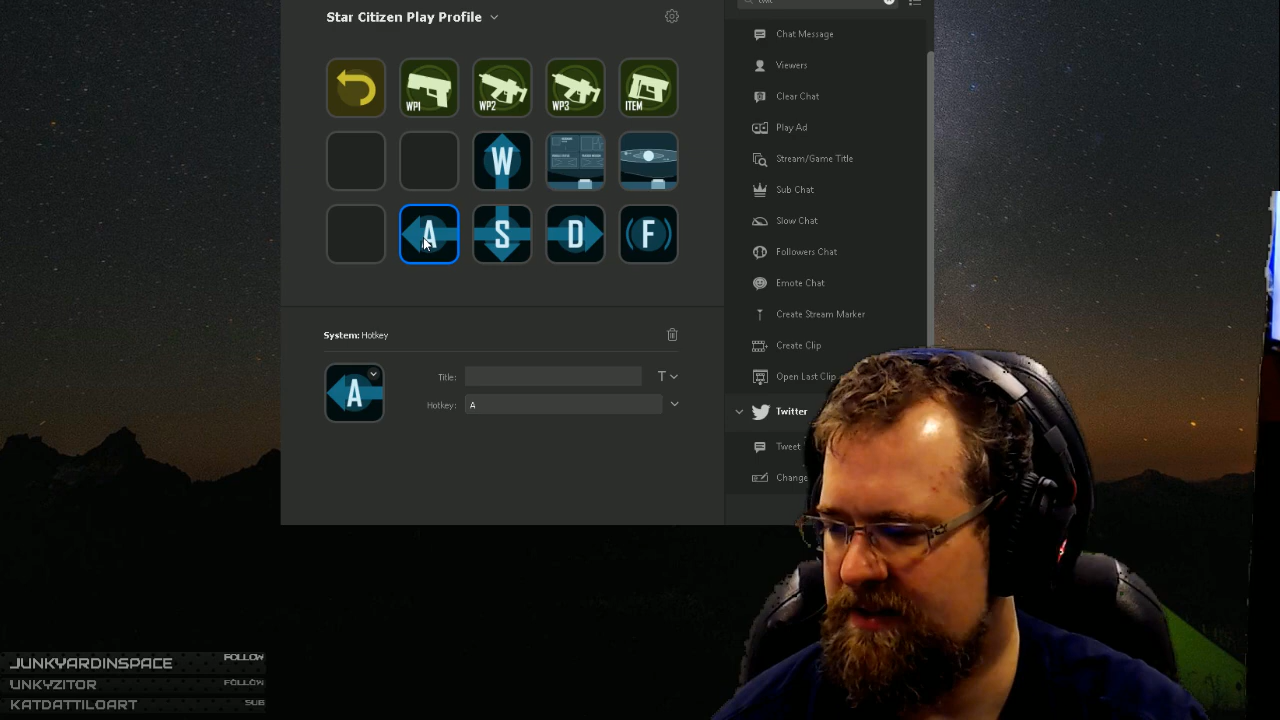 Star Citizen Play Profile
WP1
WP2
WP3
ITEM
W
A
S
D
F
System: Hotkey
A
Title:
T
Hotkey:
A
Chat Message
Viewers
Clear Chat
Play Ad
Stream/Game Title
Sub Chat
Slow Chat
Followers Chat
Emote Chat
Create Stream Marker
Create Clip
Open Last Clip
Twitter
Tweet
Change
JUNKYARDINSPACE FOLLOW
UNKYZITOR FOLLOW
KATDATTILOART SUB